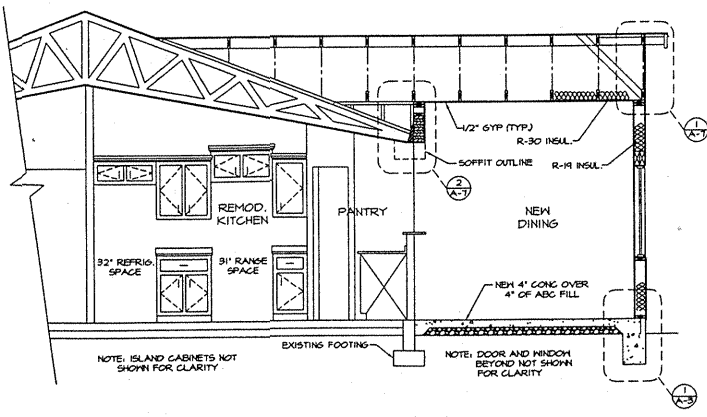 1/2" GYP (TYP.)
R-30 INSUL.
1
A-7
SOFFIT OUTLINE
R-19 INSUL.
2
A-7
REMOD.
KITCHEN
PANTRY
NEW
DINING
32" REFRIG.
SPACE
31" RANGE
SPACE
NEW 4" CONC OVER
4" OF ABC FILL
EXISTING FOOTING
NOTE: ISLAND CABINETS NOT
SHOWN FOR CLARITY
NOTE: DOOR AND WINDOW
BEYOND NOT SHOWN
FOR CLARITY
1
A-3